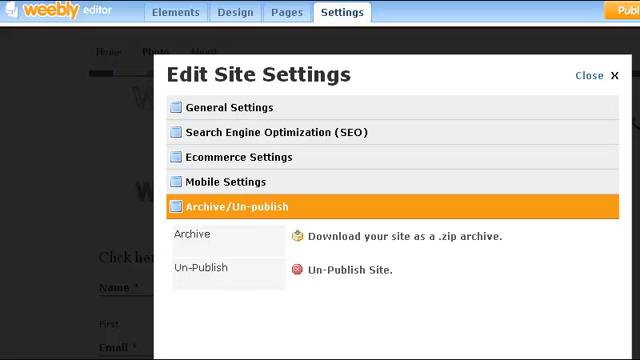 weebly editor
Elements Design Pages Settings
Publ
Home Photo About
Edit Site Settings
Close X
General Settings
Search Engine Optimization (SEO)
Ecommerce Settings
Mobile Settings
Archive/Un-publish
Archive Download your site as a .zip archive.
Un-Publish Un-Publish Site.
Click here
Name *
First
Email *